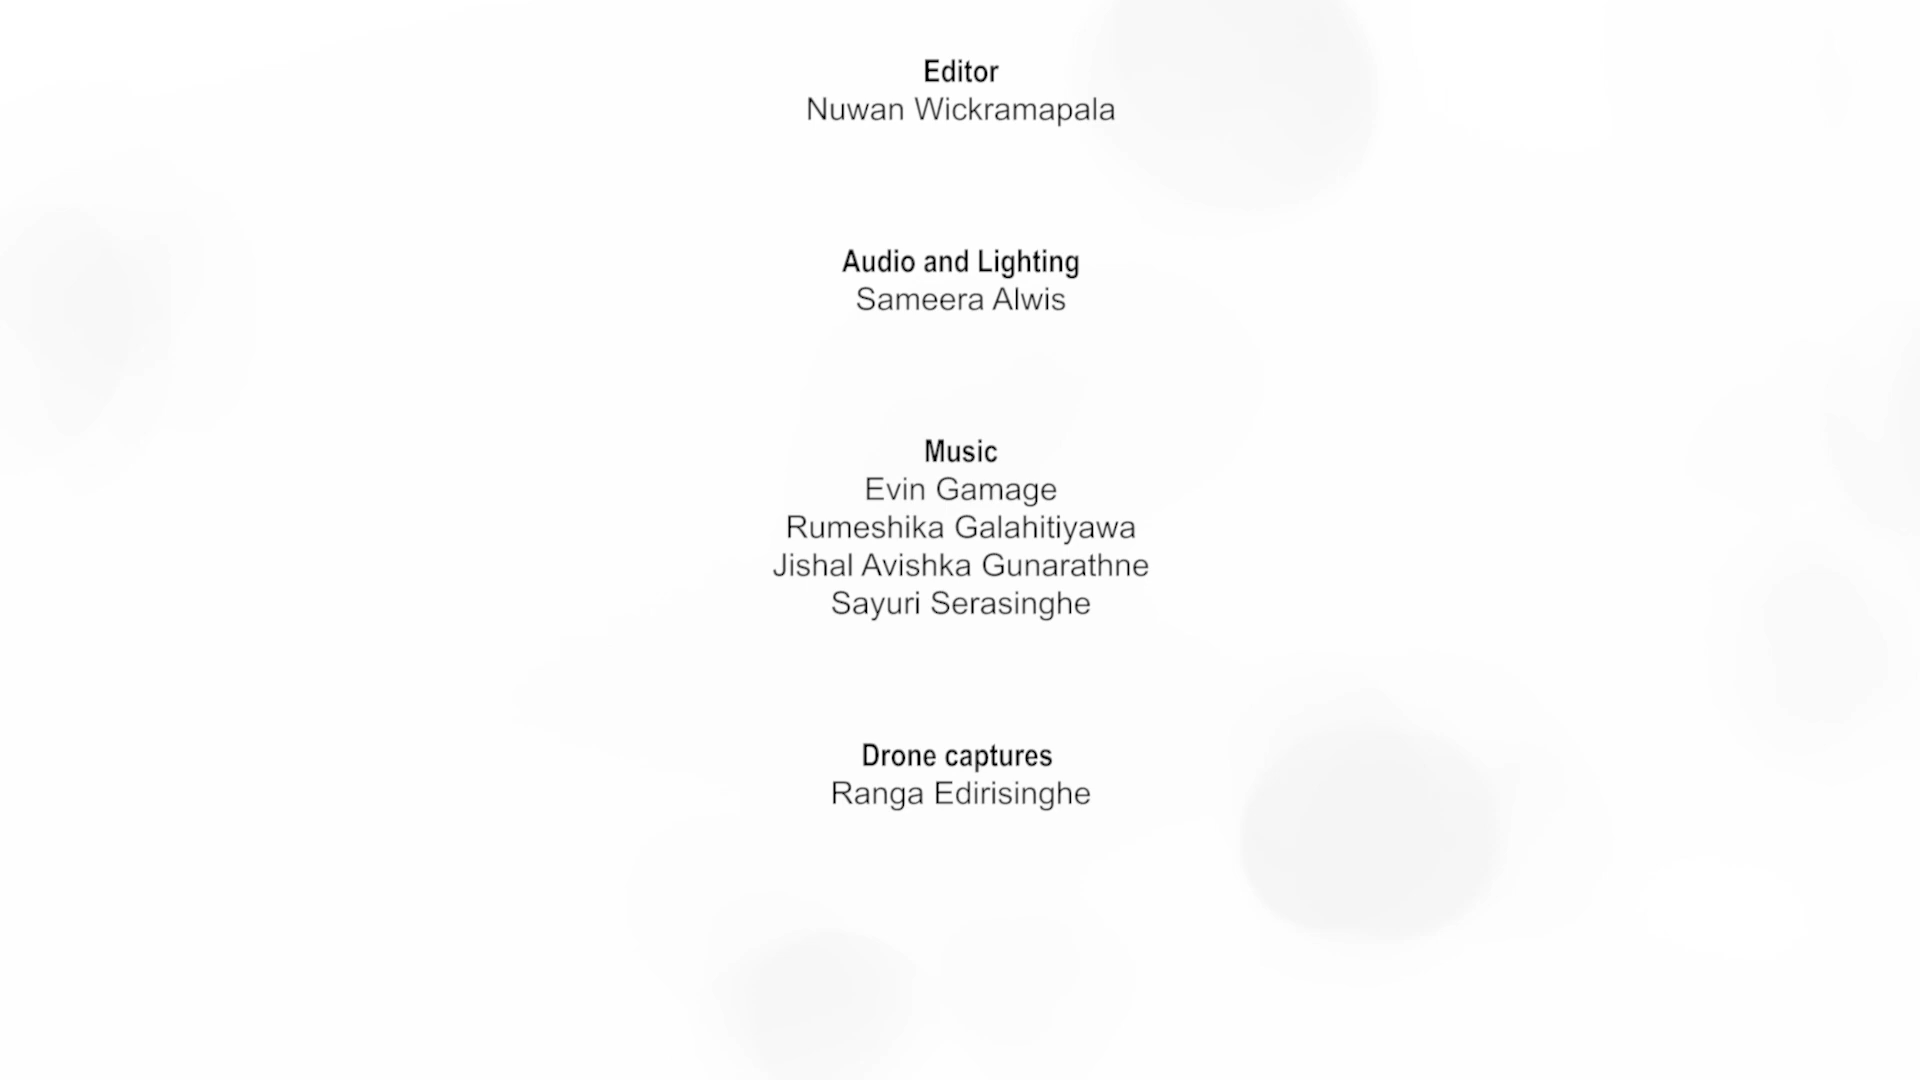 Editor
Nuwan Wickramapala
Audio and Lighting
Sameera Alwis
Music
Evin Gamage
Rumeshika Galahitiyawa
Jishal Avishka Gunarathne
Sayuri Serasinghe
Drone captures
Ranga Edirisinghe